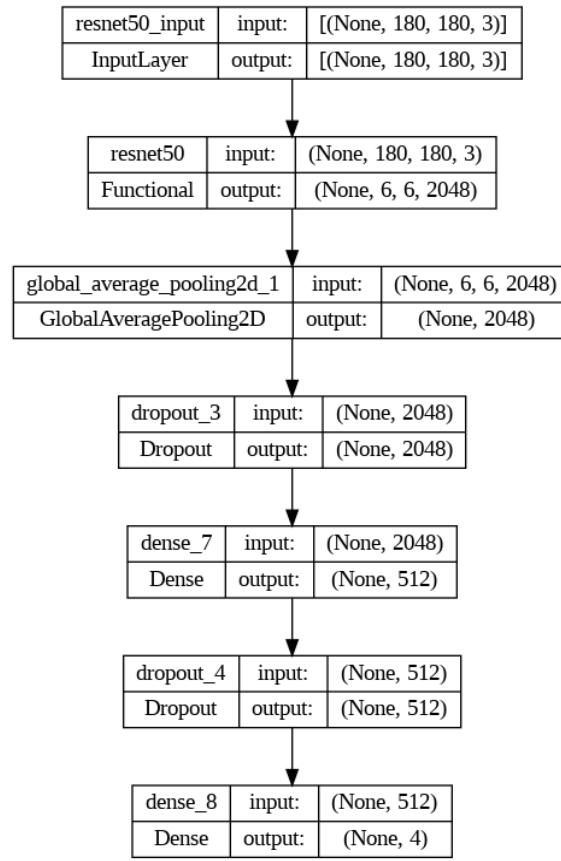 resnet50_input input: [(None, 180, 180, 3)]
InputLayer output: [(None, 180, 180, 3)]
resnet50 input: (None, 180, 180, 3)
Functional output: (None, 6, 6, 2048)
global_average_pooling2d_1 input: (None, 6, 6, 2048)
GlobalAveragePooling2D output: (None, 2048)
dropout_3 input: (None, 2048)
Dropout output: (None, 2048)
dense_7 input: (None, 2048)
Dense output: (None, 512)
dropout_4 input: (None, 512)
Dropout output: (None, 512)
dense_8 input: (None, 512)
Dense output: (None, 4)